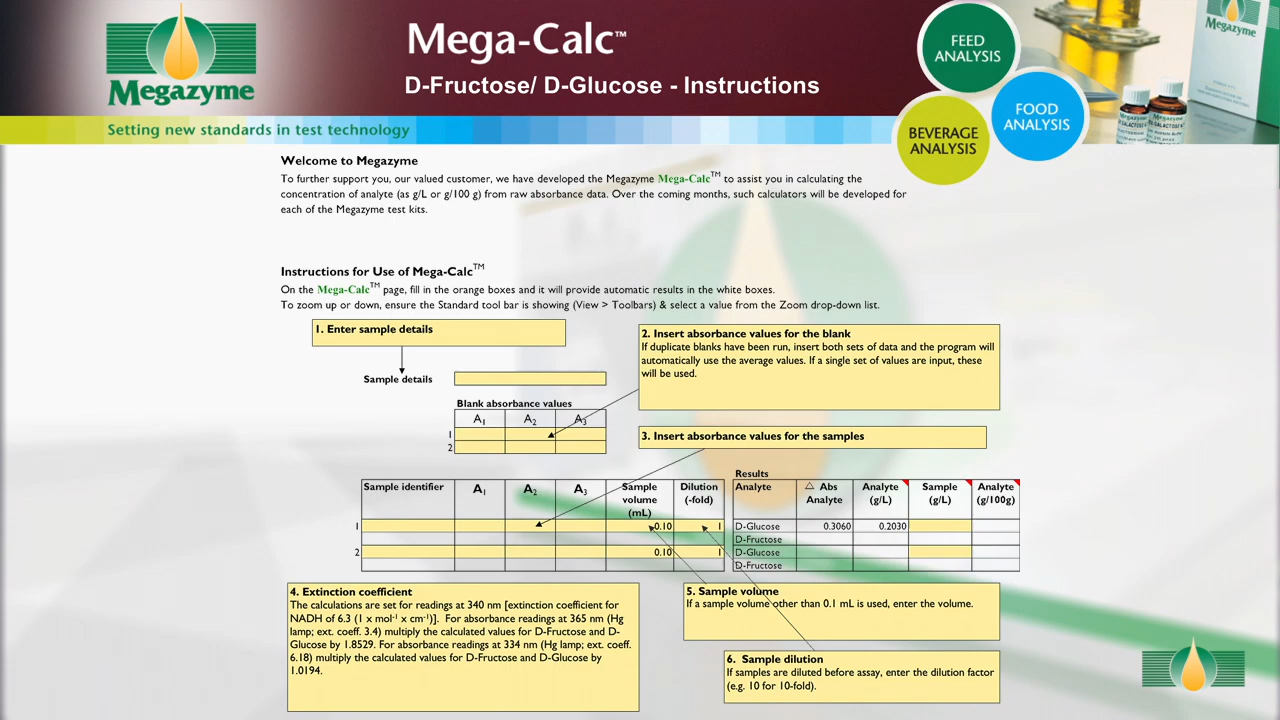 Megazyme
Mega-Calc™
D-Fructose/ D-Glucose - Instructions
FEED
ANALYSIS
FOOD
ANALYSIS
BEVERAGE
ANALYSIS
Megazyme
Setting new standards in test technology
Welcome to Megazyme
To further support you, our valued customer, we have developed the Megazyme Mega-Calc™ to assist you in calculating the
concentration of analyte (as g/L or g/100 g) from raw absorbance data. Over the coming months, such calculators will be developed for
each of the Megazyme test kits.
Instructions for Use of Mega-Calc™
On the Mega-Calc™ page, fill in the orange boxes and it will provide automatic results in the white boxes.
To zoom up or down, ensure the Standard tool bar is showing (View > Toolbars) & select a value from the Zoom drop-down list.
1. Enter sample details
Sample details
2. Insert absorbance values for the blank
If duplicate blanks have been run, insert both sets of data and the program will
automatically use the average values. If a single set of values are input, these
will be used.
Blank absorbance values
A₁ A₂ A₃
1
2
3. Insert absorbance values for the samples
Results
Sample identifier A₁ A₂ A₃ Sample volume (mL) Dilution (-fold) Analyte △ Abs Analyte Analyte (g/L) Sample (g/L) Analyte (g/100g)
1 0.10 1 D-Glucose 0.3060 0.2030
D-Fructose
2 0.10 1 D-Glucose
D-Fructose
4. Extinction coefficient
The calculations are set for readings at 340 nm [extinction coefficient for
NADH of 6.3 (1 x mol⁻¹ x cm⁻¹)]. For absorbance readings at 365 nm (Hg
lamp; ext. coeff. 3.4) multiply the calculated values for D-Fructose and D-
Glucose by 1.8529. For absorbance readings at 334 nm (Hg lamp; ext. coeff.
6.18) multiply the calculated values for D-Fructose and D-Glucose by
1.0194.
5. Sample volume
If a sample volume other than 0.1 mL is used, enter the volume.
6. Sample dilution
If samples are diluted before assay, enter the dilution factor
(e.g. 10 for 10-fold).